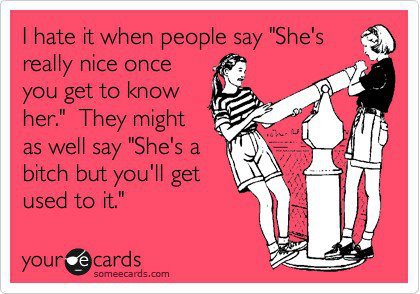 I hate it when people say "She's
really nice once
you get to know
her."  They might
as well say "She's a
bitch but you'll get
used to it."
your e cards
someecards.com